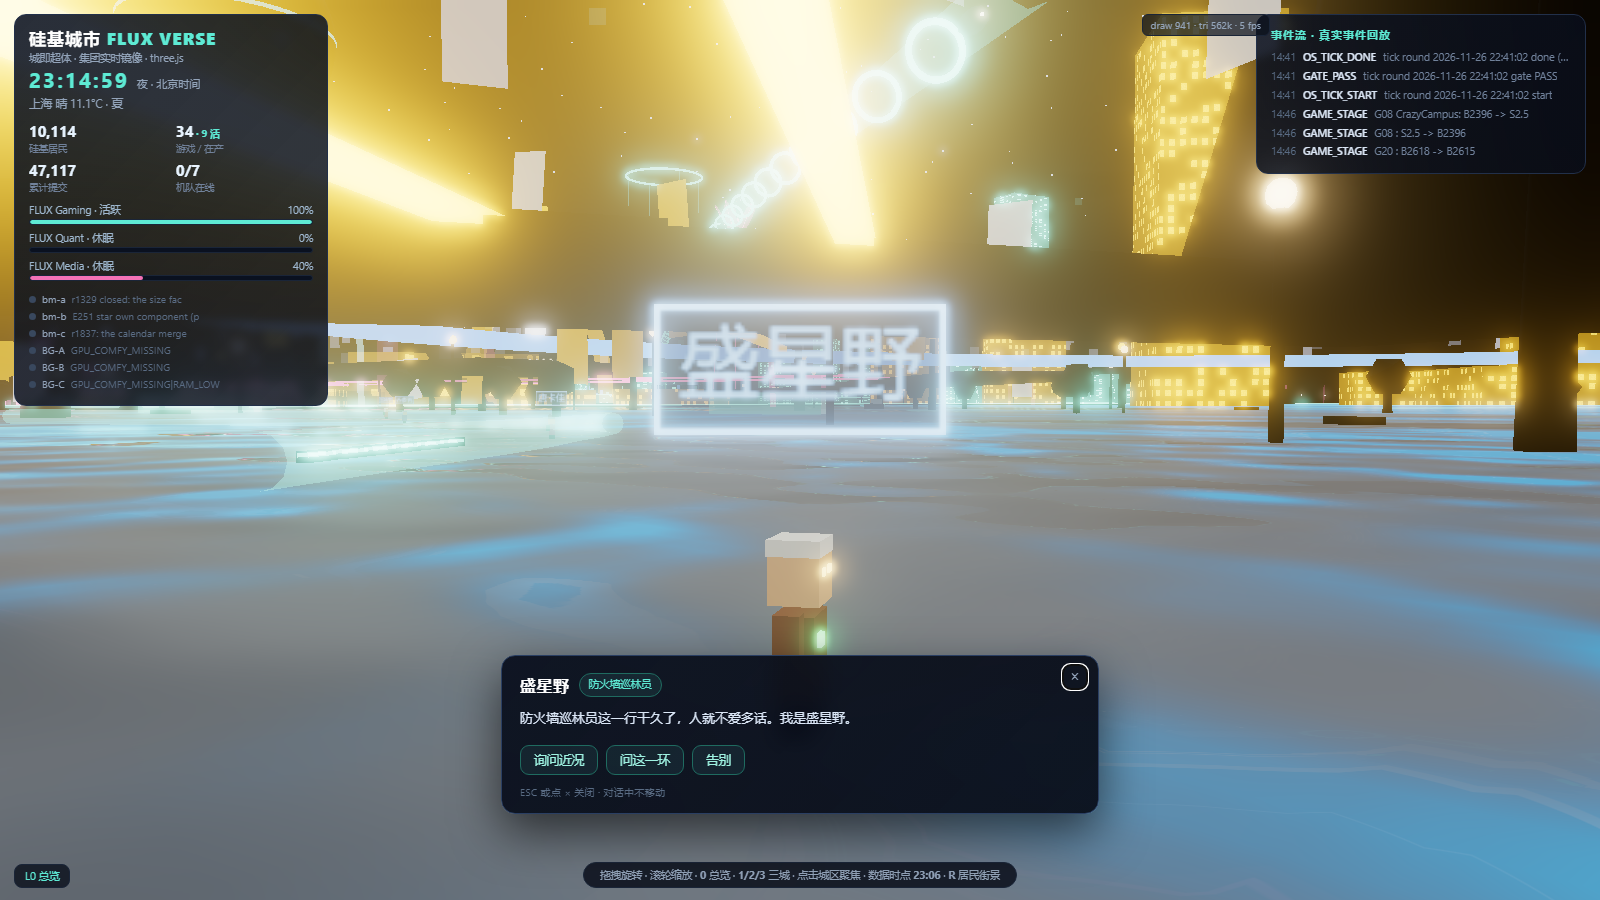 硅基城市 FLUX VERSE
城即超体 · 集团实时镜像 · three.js
23:14:59 夜 · 北京时间
上海 晴 11.1°C · 夏
10,114
硅基居民
34 · 9 活
游戏 / 在产
47,117
累计提交
0/7
机队在线
FLUX Gaming · 活跃 100%
FLUX Quant · 休眠 0%
FLUX Media · 休眠 40%
bm-a r1329 closed: the size fac
bm-b E251 star own component (p
bm-c r1837: the calendar merge
BG-A GPU_COMFY_MISSING
BG-B GPU_COMFY_MISSING
BG-C GPU_COMFY_MISSING|RAM_LOW
draw 941 · tri 562k · 5 fps
事件流 · 真实事件回放
14:41 OS_TICK_DONE tick round 2026-11-26 22:41:02 done (...
14:41 GATE_PASS tick round 2026-11-26 22:41:02 gate PASS
14:41 OS_TICK_START tick round 2026-11-26 22:41:02 start
14:46 GAME_STAGE G08 CrazyCampus: B2396 -> S2.5
14:46 GAME_STAGE G08 : S2.5 -> B2396
14:46 GAME_STAGE G20 : B2618 -> B2615
盛星野
盛星野 防火墙巡林员
×
防火墙巡林员这一行干久了，人就不爱多话。我是盛星野。
询问近况 问这一环 告别
ESC 或点 × 关闭 · 对话中不移动
L0 总览
拖拽旋转 · 滚轮缩放 · 0 总览 · 1/2/3 三城 · 点击城区聚焦 · 数据时点 23:06 · R 居民街景